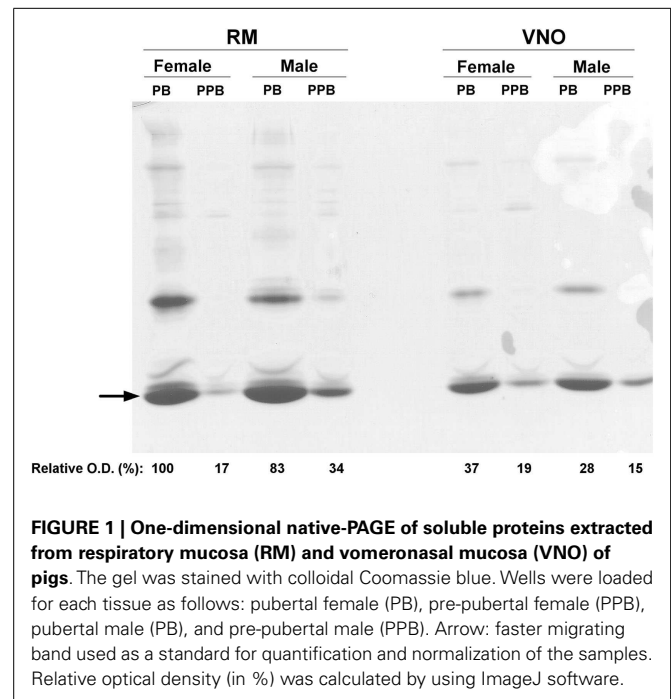 RM VNO
Female Male Female Male
PB PPB PB PPB PB PPB PB PPB
Relative O.D. (%): 100 17 83 34 37 19 28 15
FIGURE 1 | One-dimensional native-PAGE of soluble proteins extracted
from respiratory mucosa (RM) and vomeronasal mucosa (VNO) of
pigs. The gel was stained with colloidal Coomassie blue. Wells were loaded
for each tissue as follows: pubertal female (PB), pre-pubertal female (PPB),
pubertal male (PB), and pre-pubertal male (PPB). Arrow: faster migrating
band used as a standard for quantification and normalization of the samples.
Relative optical density (in %) was calculated by using ImageJ software.